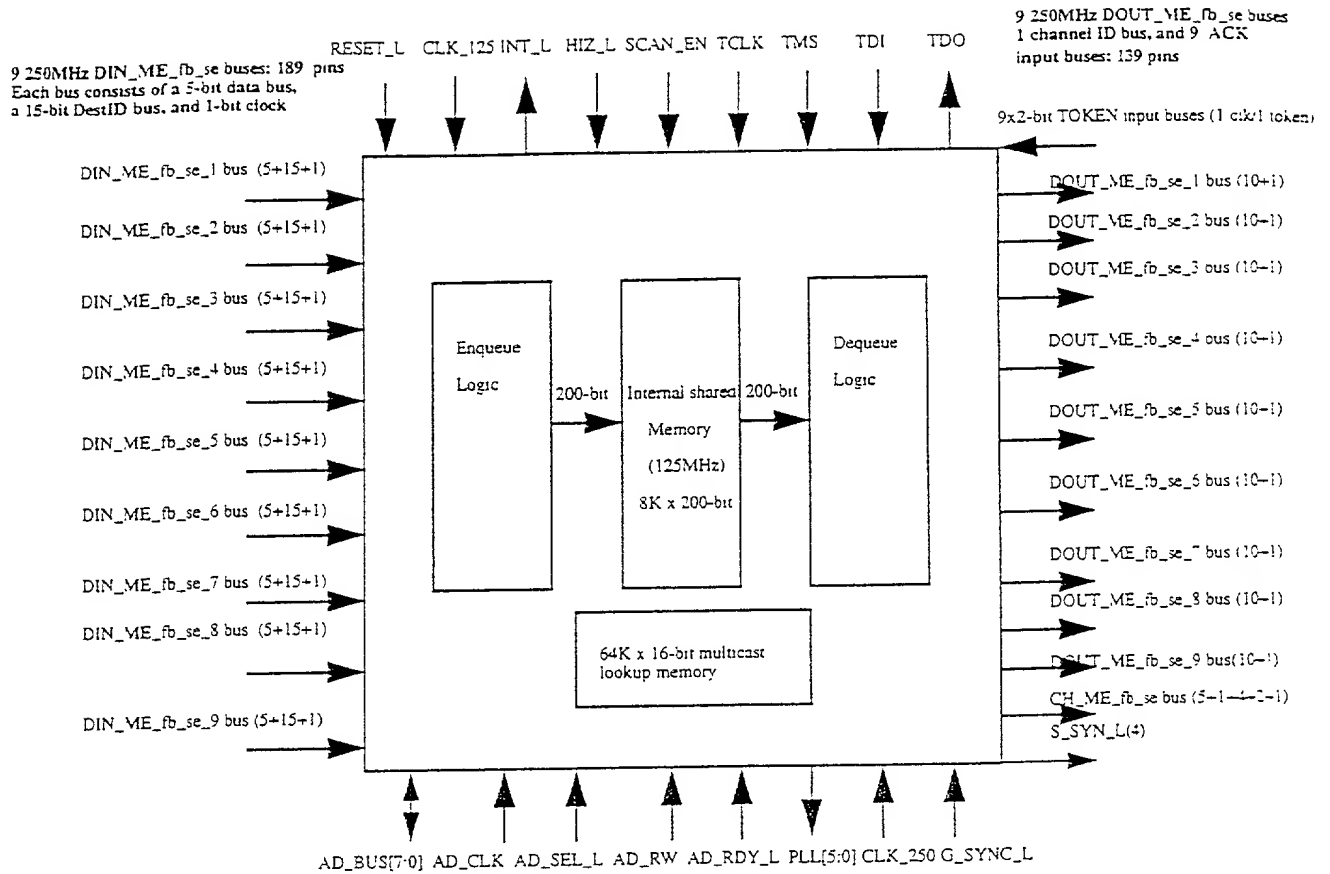 9 250MHz DOUT_ME_fb_se buses
1 channel ID bus, and 9 ACK
input buses: 139 pins
RESET_L CLK_125 INT_L HIZ_L SCAN_EN TCLK TMS TDI TDO
9 250MHz DIN_ME_fb_se buses: 189 pins
Each bus consists of a 5-bit data bus,
a 15-bit DestID bus, and 1-bit clock
9x2-bit TOKEN input buses (1 clk/1 token)
DIN_ME_fb_se_1 bus (5+15+1)
DIN_ME_fb_se_2 bus (5+15+1)
DIN_ME_fb_se_3 bus (5+15+1)
DIN_ME_fb_se_4 bus (5+15+1)
DIN_ME_fb_se_5 bus (5+15+1)
DIN_ME_fb_se_6 bus (5+15+1)
DIN_ME_fb_se_7 bus (5+15+1)
DIN_ME_fb_se_8 bus (5+15+1)
DIN_ME_fb_se_9 bus (5+15+1)
Enqueue
Logic
200-bit
Internal shared
Memory
(125MHz)
8K x 200-bit
200-bit
Dequeue
Logic
64K x 16-bit multicast
lookup memory
DOUT_ME_fb_se_1 bus (10+1)
DOUT_ME_fb_se_2 bus (10+1)
DOUT_ME_fb_se_3 bus (10+1)
DOUT_ME_fb_se_4 bus (10+1)
DOUT_ME_fb_se_5 bus (10+1)
DOUT_ME_fb_se_6 bus (10+1)
DOUT_ME_fb_se_7 bus (10+1)
DOUT_ME_fb_se_8 bus (10+1)
DOUT_ME_fb_se_9 bus(10+1)
CH_ME_fb_se bus (5+1+4+2+1)
S_SYN_L(4)
AD_BUS[7:0] AD_CLK AD_SEL_L AD_RW AD_RDY_L PLL[5:0] CLK_250 G_SYNC_L